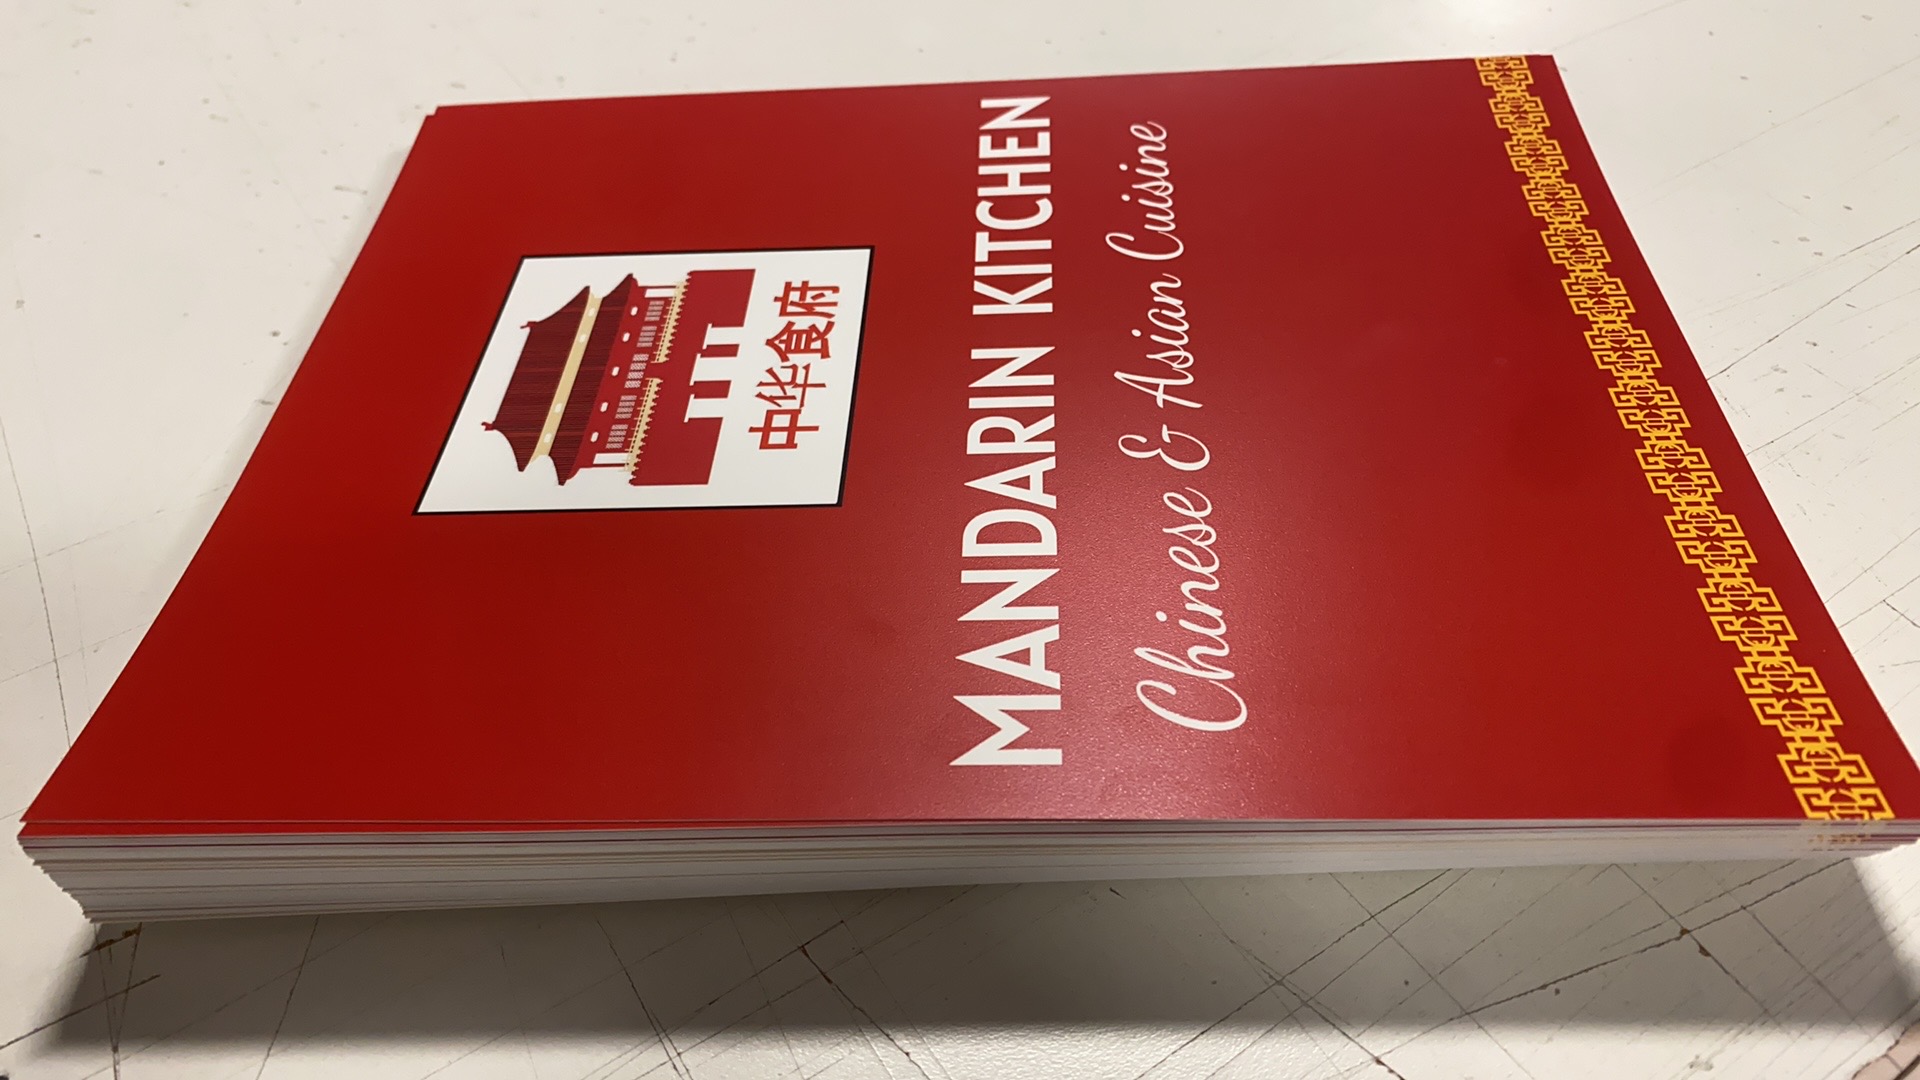 中华食府
MANDARIN KITCHEN
Chinese & Asian Cuisine